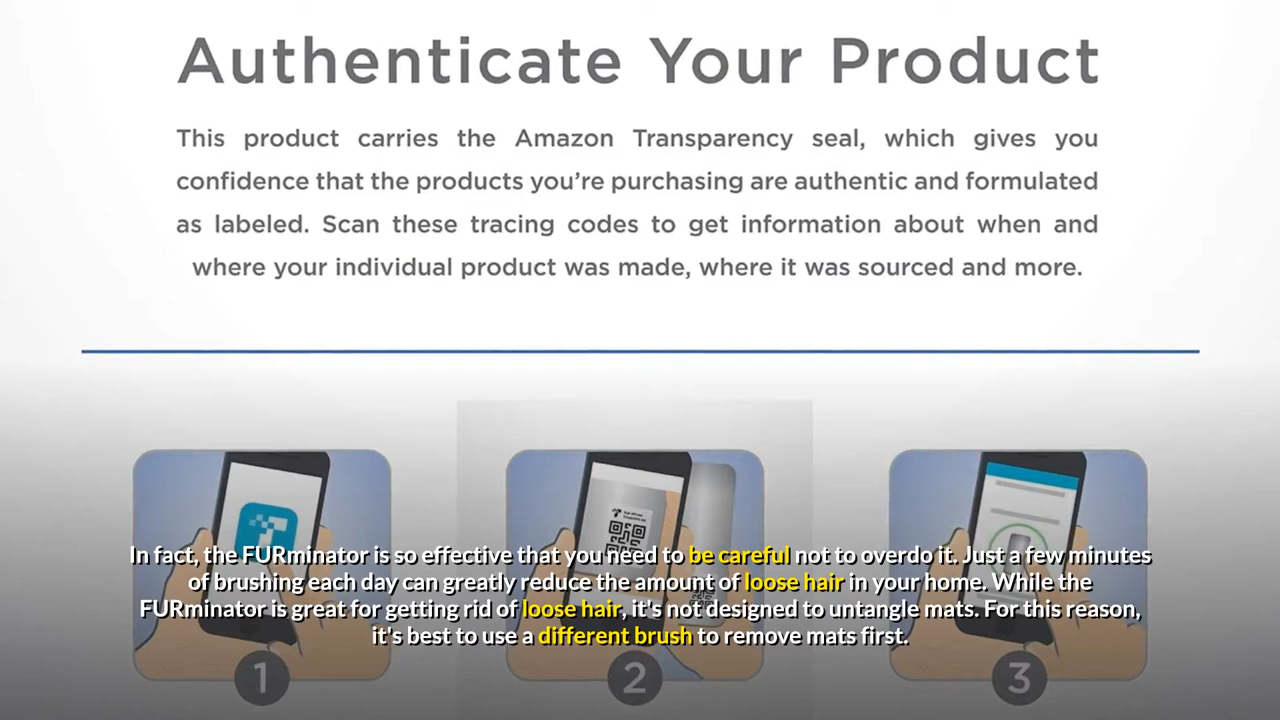 Authenticate Your Product
This product carries the Amazon Transparency seal, which gives you
confidence that the products you're purchasing are authentic and formulated
as labeled. Scan these tracing codes to get information about when and
where your individual product was made, where it was sourced and more.
In fact, the FURminator is so effective that you need to be careful not to overdo it. Just a few minutes
of brushing each day can greatly reduce the amount of loose hair in your home. While the
FURminator is great for getting rid of loose hair, it's not designed to untangle mats. For this reason,
it's best to use a different brush to remove mats first.
1 2 3